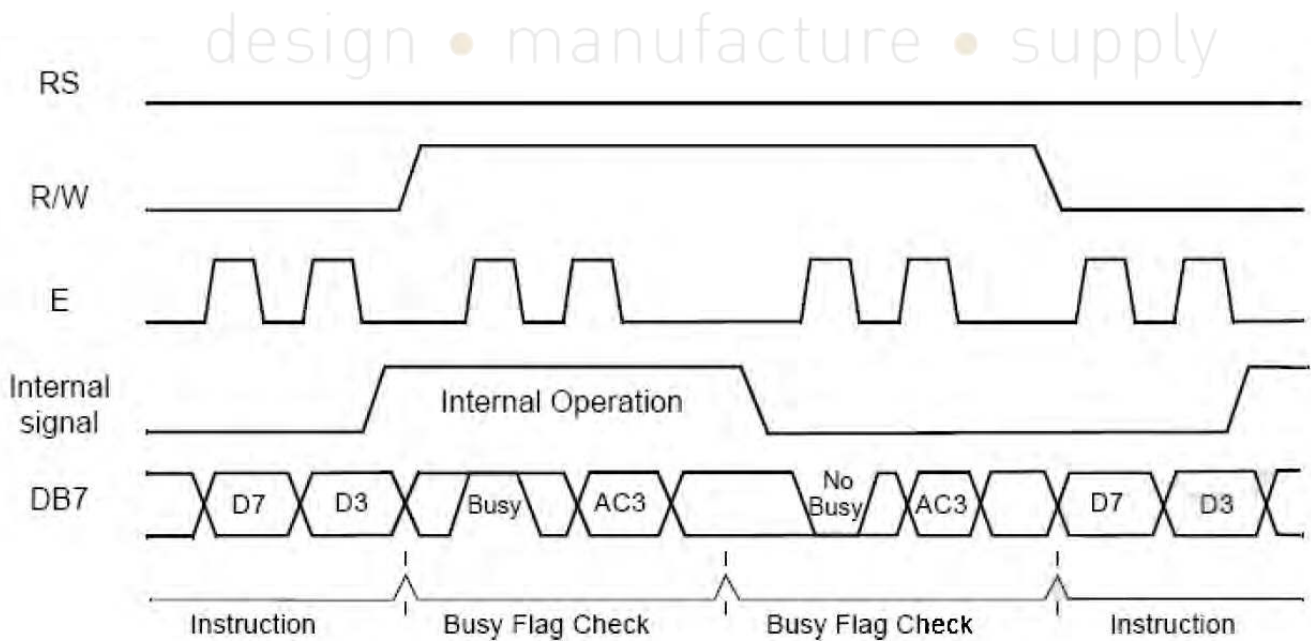 design • manufacture • supply
RS
R/W
E
Internal
signal
Internal Operation
DB7
D7
D3
Busy
AC3
No
Busy
AC3
D7
D3
Instruction
Busy Flag Check
Busy Flag Check
Instruction